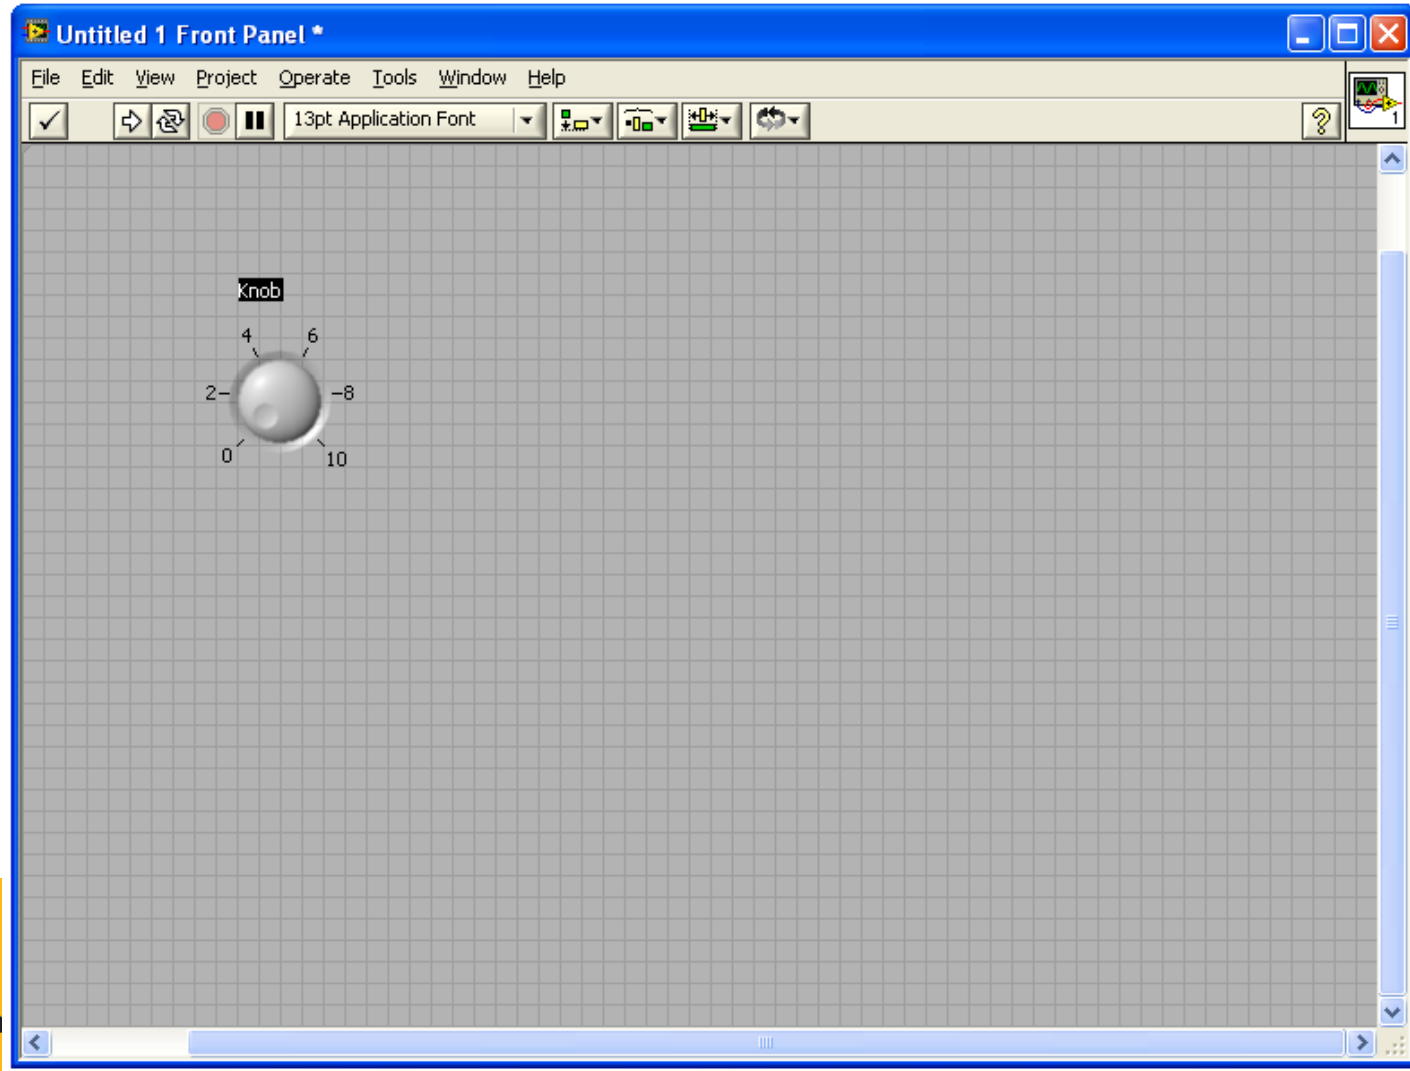 Untitled 1 Front Panel *
File Edit View Project Operate Tools Window Help
13pt Application Font
?
1
Knob
4 6
2 8
0 10